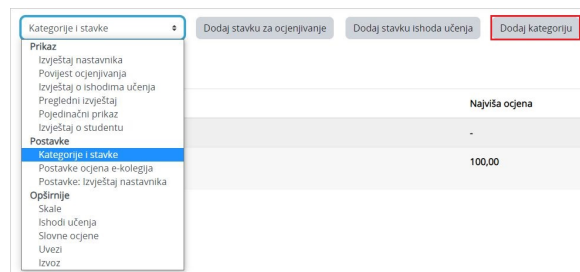 Kategorije i stavke
Dodaj stavku za ocjenjivanje
Dodaj stavku ishoda učenja
Dodaj kategoriju
Prikaz
Izvještaj nastavnika
Povijest ocjenjivanja
Izvještaj o ishodima učenja
Pregledni izvještaj
Pojedinačni prikaz
Izvještaj o studentu
Postavke
Kategorije i stavke
Postavke ocjena e-kolegija
Postavke: Izvještaj nastavnika
Opširnije
Skale
Ishodi učenja
Slovne ocjene
Uvezi
Izvoz
Najviša ocjena
-
100,00